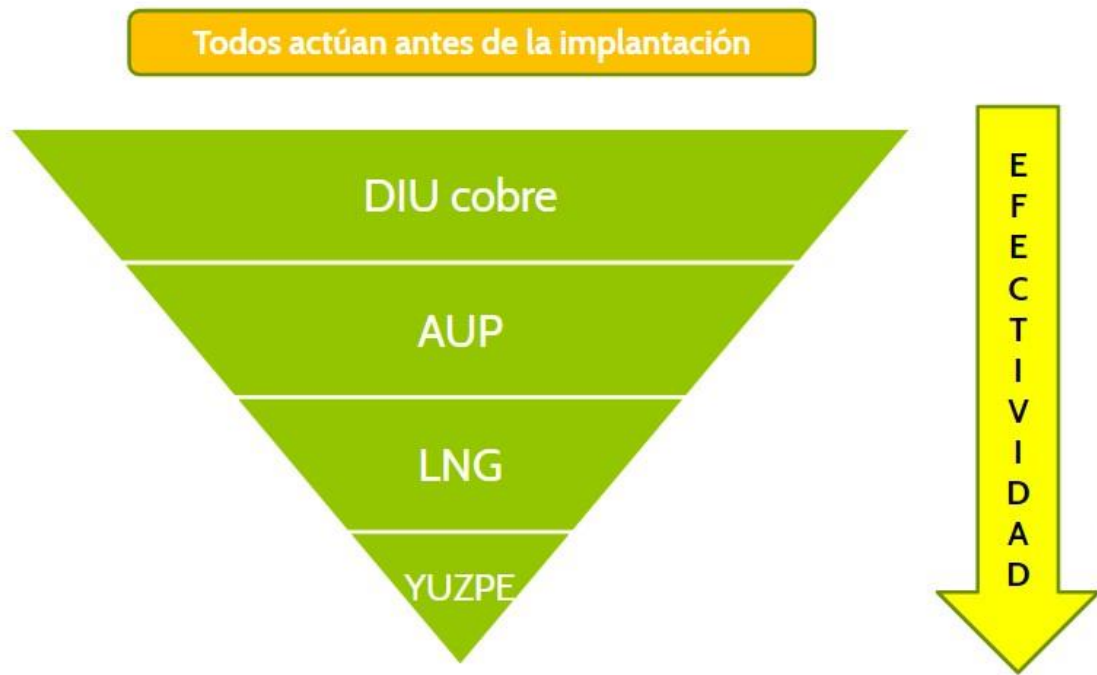 Todos actúan antes de la implantación
DIU cobre
AUP
LNG
YUZPE
E
F
E
C
T
I
V
I
D
A
D